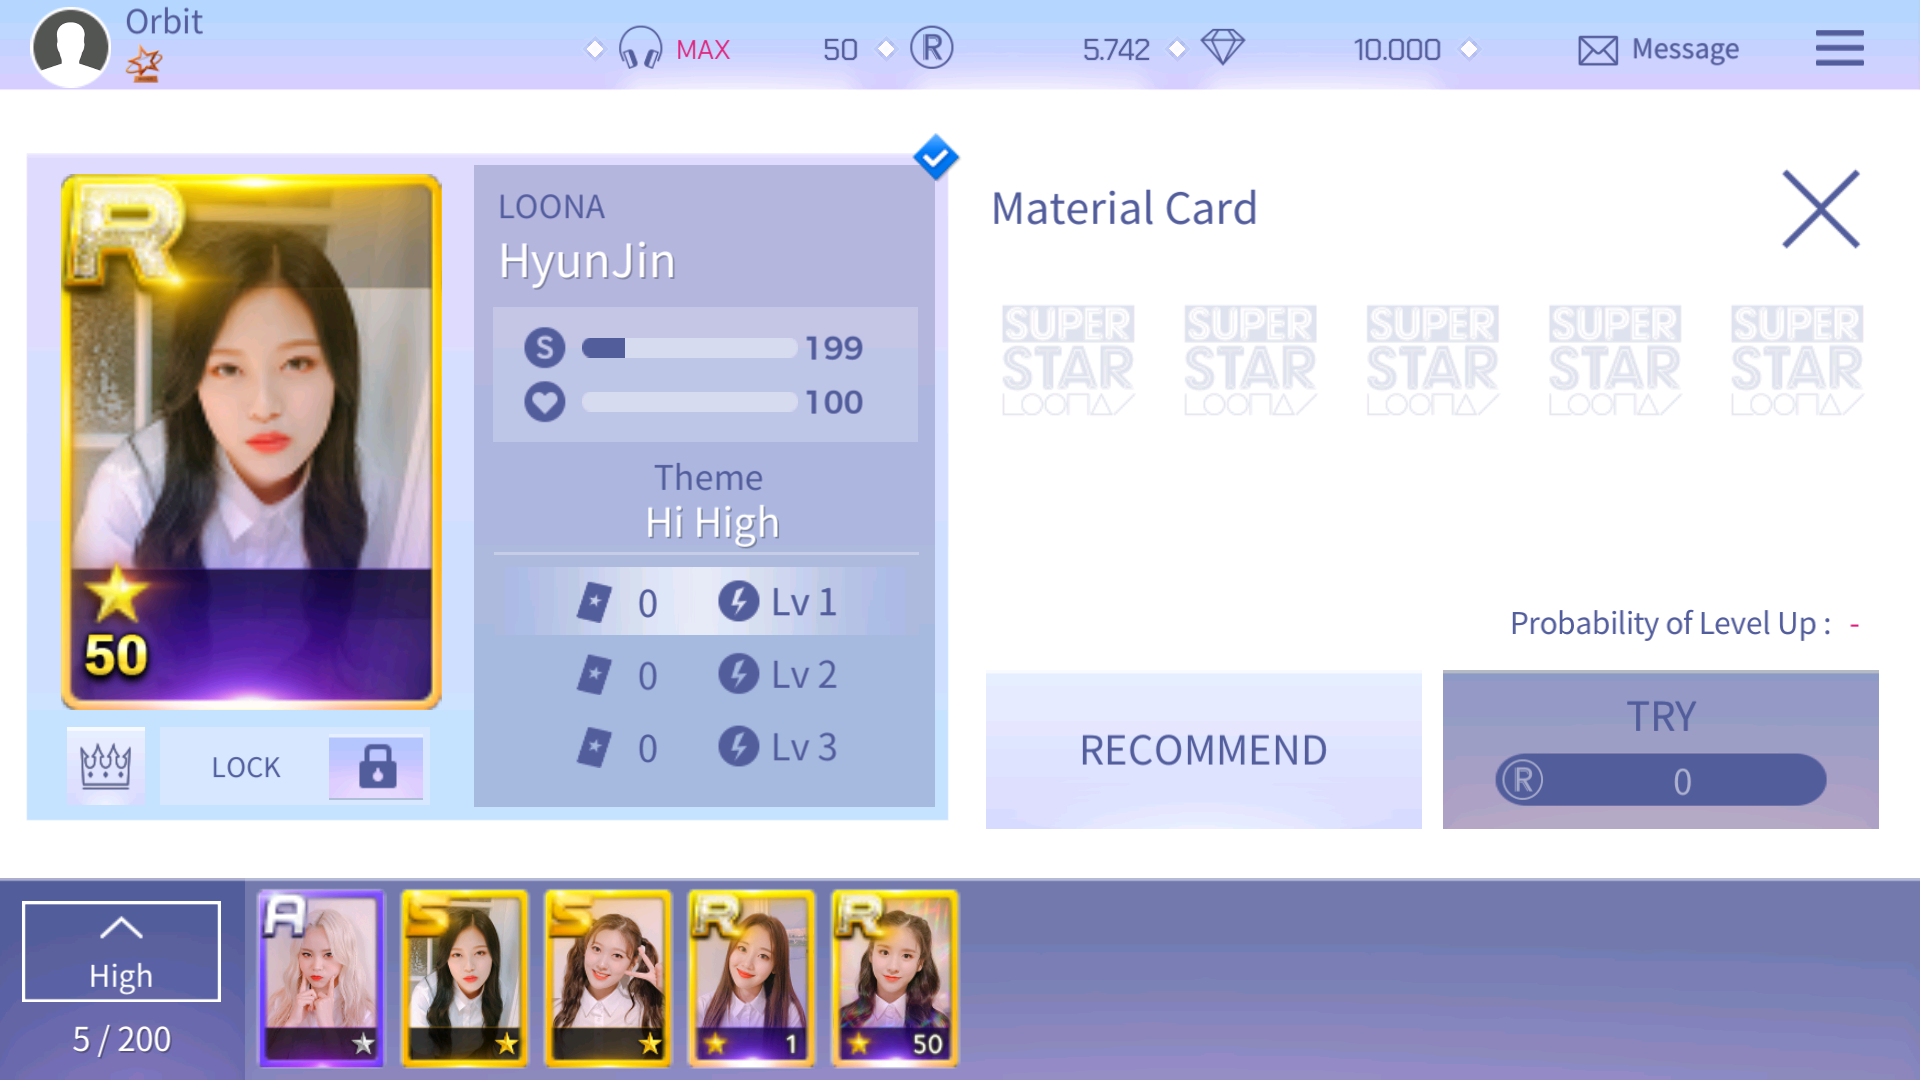 Orbit
MAX
50
R
5.742
10.000
Message
R
50
LOONA
HyunJin
S 199
100
Theme
Hi High
0 Lv 1
0 Lv 2
0 Lv 3
LOCK
Material Card
SUPER STAR LOONA
SUPER STAR LOONA
SUPER STAR LOONA
SUPER STAR LOONA
SUPER STAR LOONA
Probability of Level Up : -
RECOMMEND
TRY
R 0
High
5 / 200
A
S
S
R 1
R 50